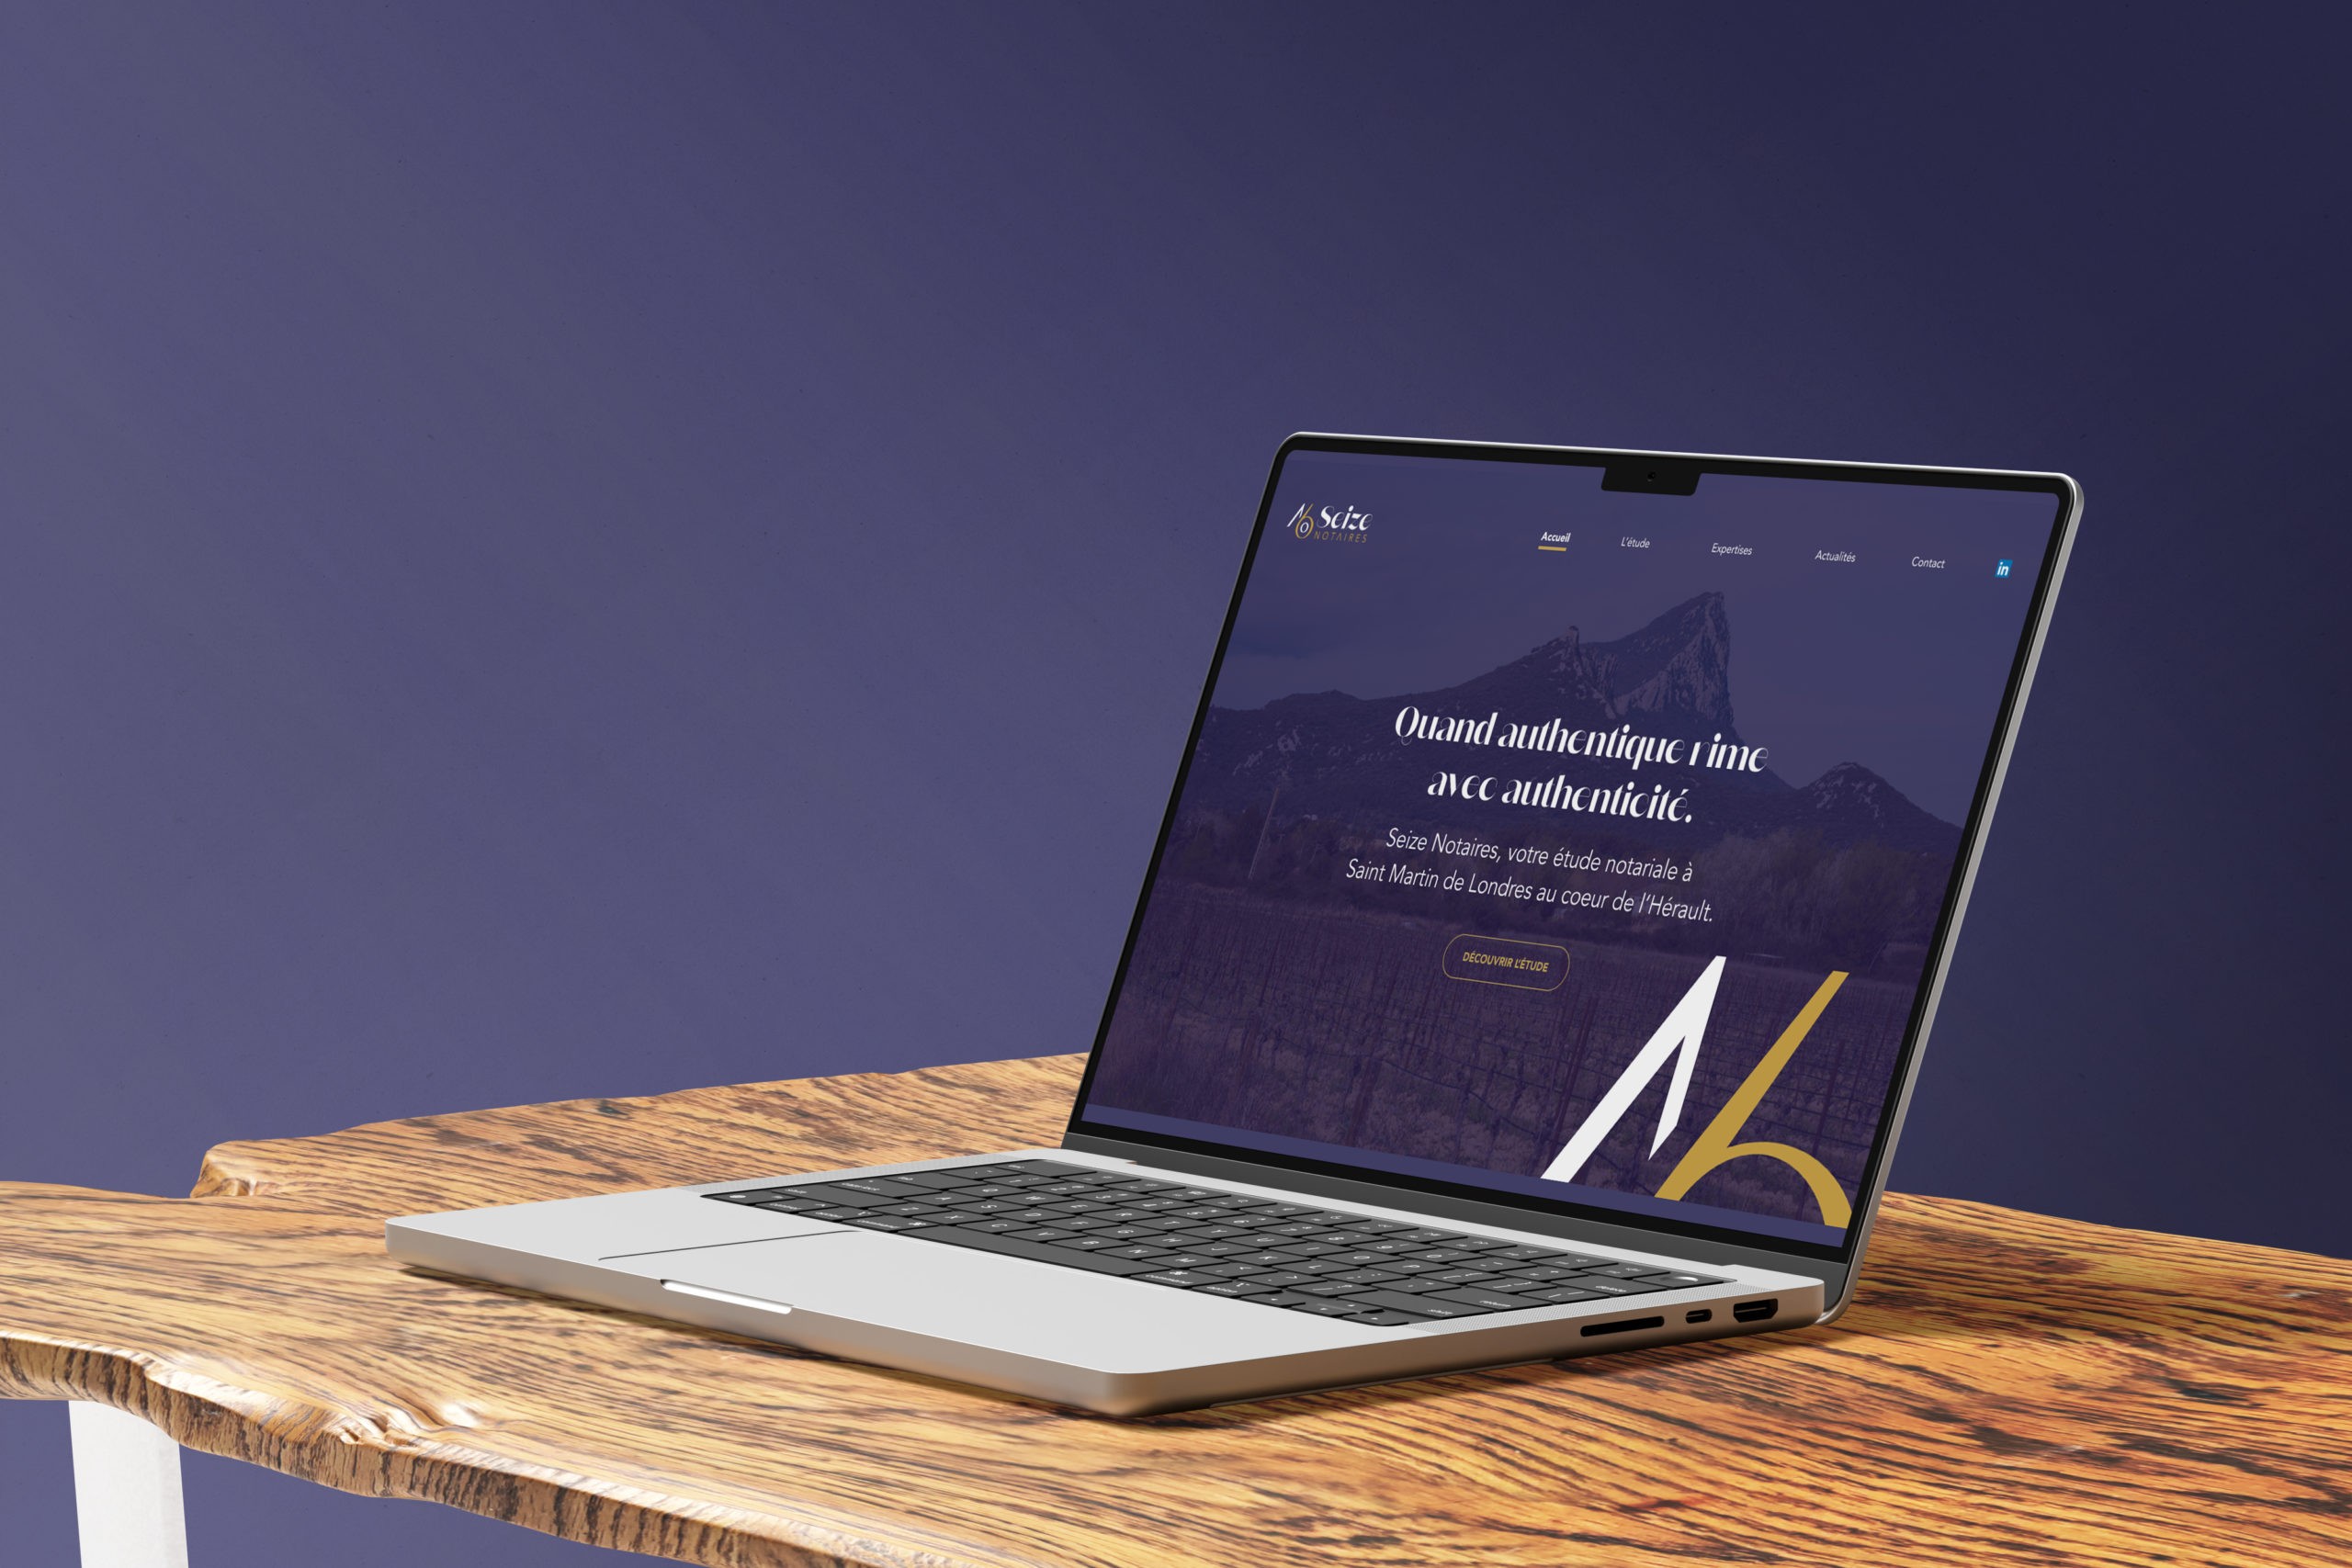 Seize
NOTAIRES
Accueil
L'étude
Expertises
Actualités
Contact
in
Quand authentique rime
avec authenticité.
Seize Notaires, votre étude notariale à
Saint Martin de Londres au coeur de l'Hérault.
DÉCOUVRIR L'ÉTUDE